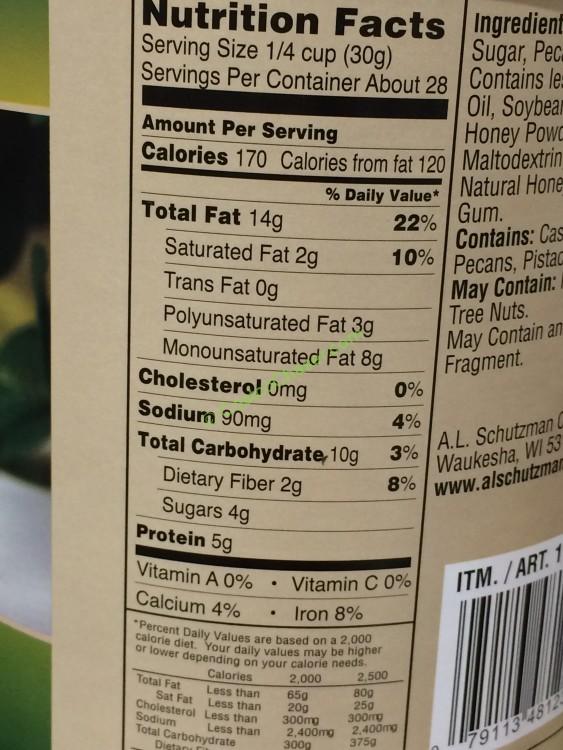 Nutrition Facts
Serving Size 1/4 cup (30g)
Servings Per Container About 28
Amount Per Serving
Calories 170 Calories from fat 120
% Daily Value*
Total Fat 14g 22%
Saturated Fat 2g 10%
Trans Fat 0g
Polyunsaturated Fat 3g
Monounsaturated Fat 8g
Cholesterol 0mg 0%
Sodium 90mg 4%
Total Carbohydrate 10g 3%
Dietary Fiber 2g 8%
Sugars 4g
Protein 5g
Vitamin A 0% • Vitamin C 0%
Calcium 4% • Iron 8%
*Percent Daily Values are based on a 2,000
calorie diet. Your daily values may be higher
or lower depending on your calorie needs.
Calories 2,000 2,500
Total Fat Less than 65g 80g
Sat Fat Less than 20g 25g
Cholesterol Less than 300mg 300mg
Sodium Less than 2,400mg 2,400mg
Total Carbohydrate 300g 375g
Dietary
Ingredient
Sugar, Pec
Contains le
Oil, Soybea
Honey Powd
Maltodextrin
Natural Hone
Gum.
Contains: Cas
Pecans, Pistac
May Contain:
Tree Nuts.
May Contain an
Fragment.
A.L. Schutzman C
Waukesha, WI 53
www.alschutzman
ITM. / ART. 1
79113 4812